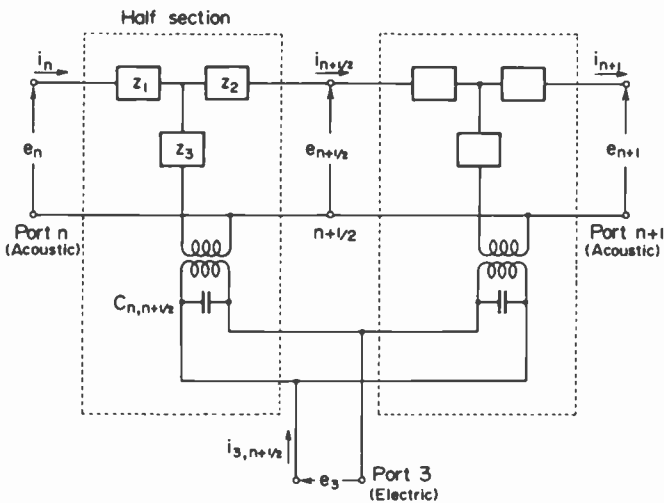 Half section
i_n
i_{n+1/2}
i_{n+1}
z_1
z_2
e_n
z_3
e_{n+1/2}
e_{n+1}
Port n
(Acoustic)
n+1/2
Port n+1
(Acoustic)
C_{n,n+1/2}
i_{3,n+1/2}
e_3
Port 3
(Electric)